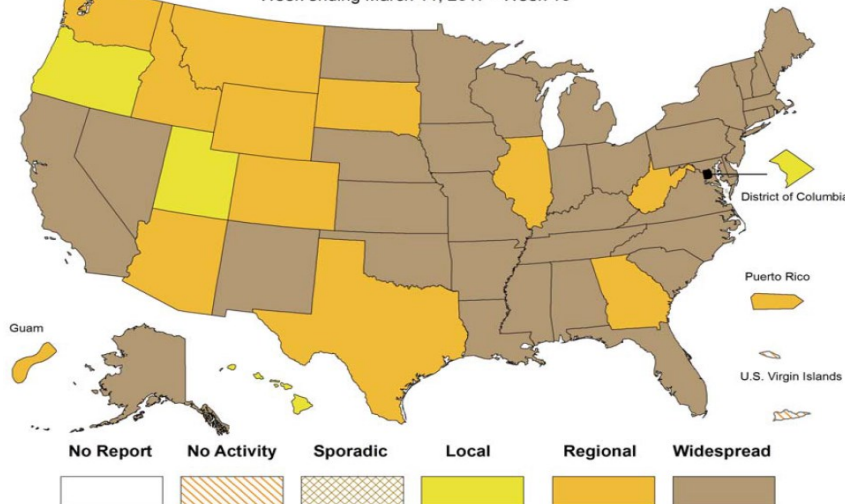 District of Columbia
Puerto Rico
Guam
U.S. Virgin Islands
No Report
No Activity
Sporadic
Local
Regional
Widespread